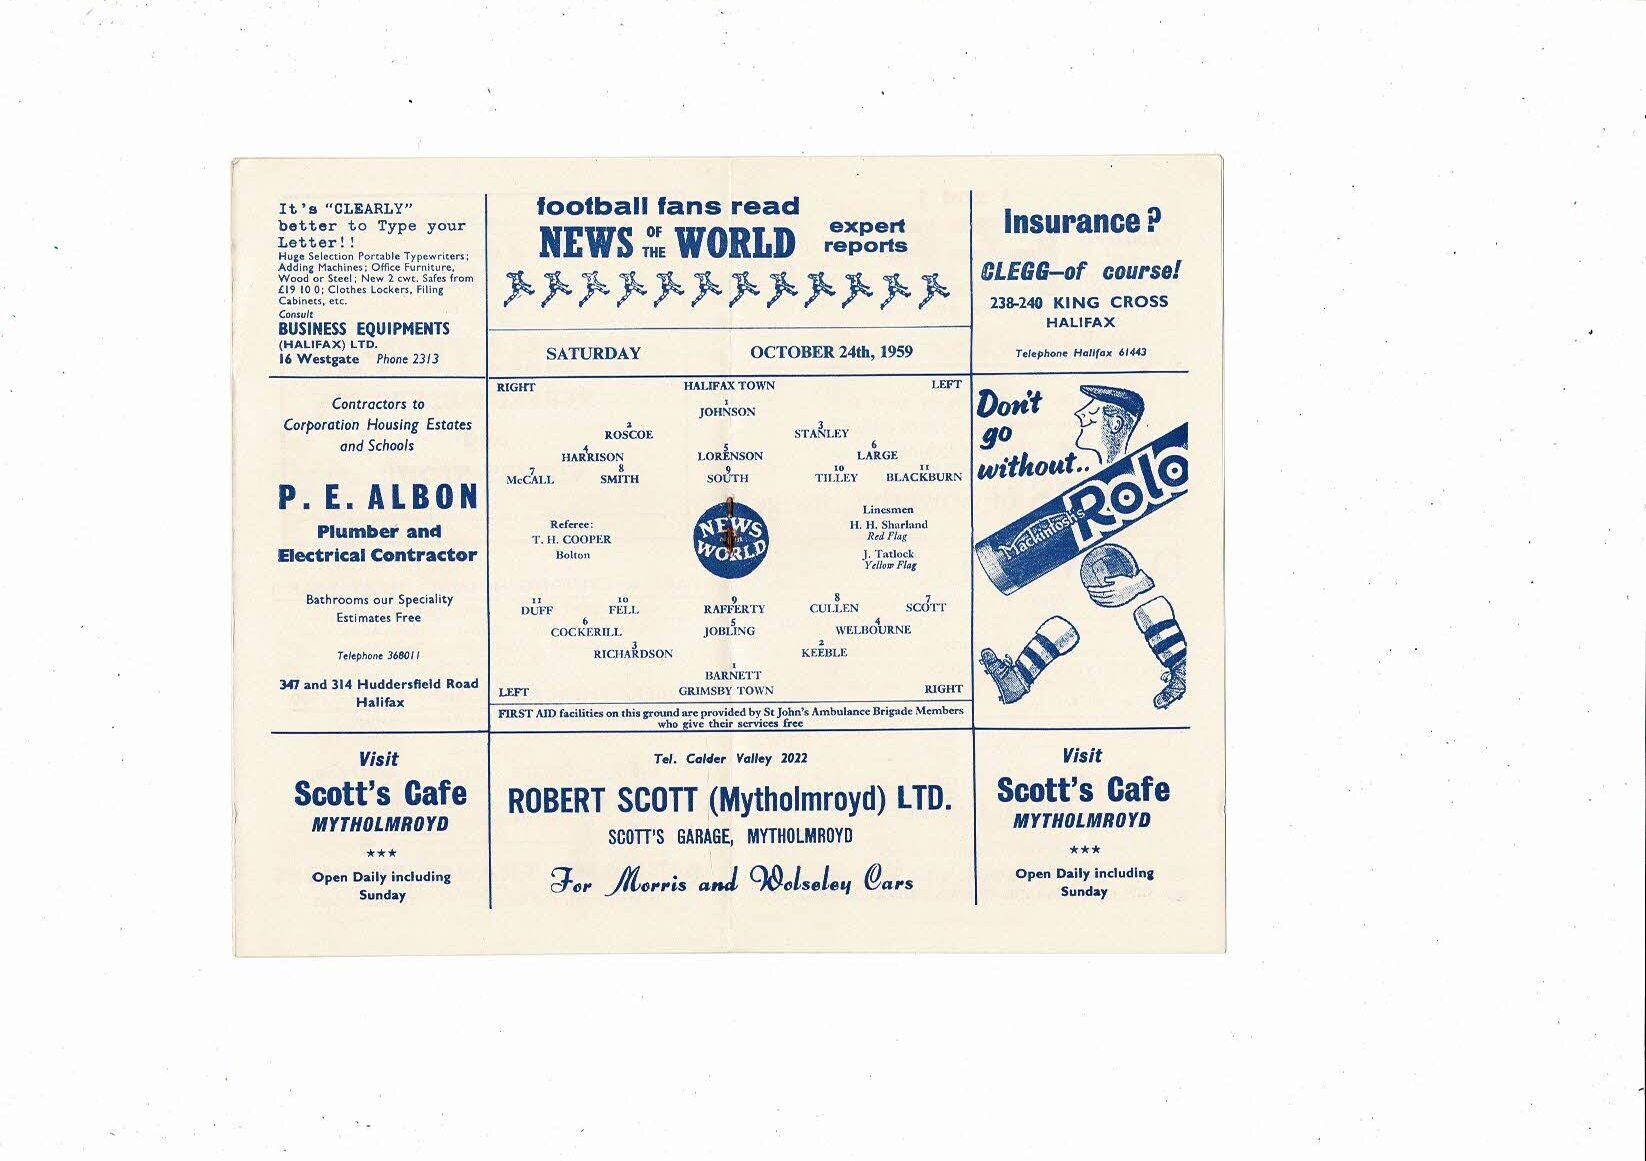 It's "CLEARLY"
better to Type your
Letter!!
Huge Selection Portable Typewriters;
Adding Machines; Office Furniture,
Wood or Steel; New 2 cwt. Safes from
£19 10 0; Clothes Lockers, Filing
Cabinets, etc.
Consult
BUSINESS EQUIPMENTS
(HALIFAX) LTD.
16 Westgate Phone 2313
Contractors to
Corporation Housing Estates
and Schools
P. E. ALBON
Plumber and
Electrical Contractor
Bathrooms our Speciality
Estimates Free
Telephone 368011
347 and 314 Huddersfield Road
Halifax
Visit
Scott's Cafe
MYTHOLMROYD
***
Open Daily including
Sunday
football fans read
NEWS OF THE WORLD
expert
reports
SATURDAY OCTOBER 24th, 1959
RIGHT HALIFAX TOWN LEFT
1
JOHNSON
2 3
ROSCOE STANLEY
4 5 6
HARRISON LORENSON LARGE
7 8 9 10 11
McCALL SMITH SOUTH TILLEY BLACKBURN
Referee:
T. H. COOPER
Bolton
NEWS
WORLD
Linesmen
H. H. Sharland
Red Flag
J. Tatlock
Yellow Flag
11 10 9 8 7
DUFF FELL RAFFERTY CULLEN SCOTT
6 5 4
COCKERILL JOBLING WELBOURNE
3 2
RICHARDSON KEEBLE
1
BARNETT
LEFT GRIMSBY TOWN RIGHT
FIRST AID facilities on this ground are provided by St John's Ambulance Brigade Members
who give their services free
Tel. Calder Valley 2022
ROBERT SCOTT (Mytholmroyd) LTD.
SCOTT'S GARAGE, MYTHOLMROYD
For Morris and Wolseley Cars
Insurance?
CLEGG—of course!
238-240 KING CROSS
HALIFAX
Telephone Halifax 61443
Don't
go
without..
Mackintosh's Rolo
Visit
Scott's Cafe
MYTHOLMROYD
***
Open Daily including
Sunday